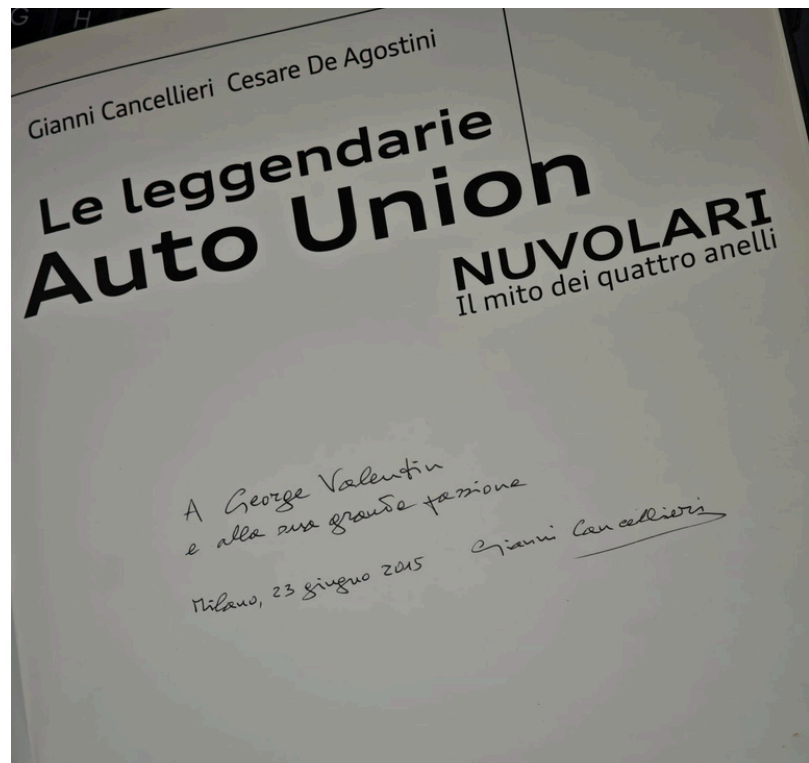 G H
Gianni Cancellieri Cesare De Agostini
Le leggendarie
Auto Union
NUVOLARI
Il mito dei quattro anelli
A George Valentin
e alla sua grande passione
Milano, 23 giugno 2015 Gianni Cancellieri